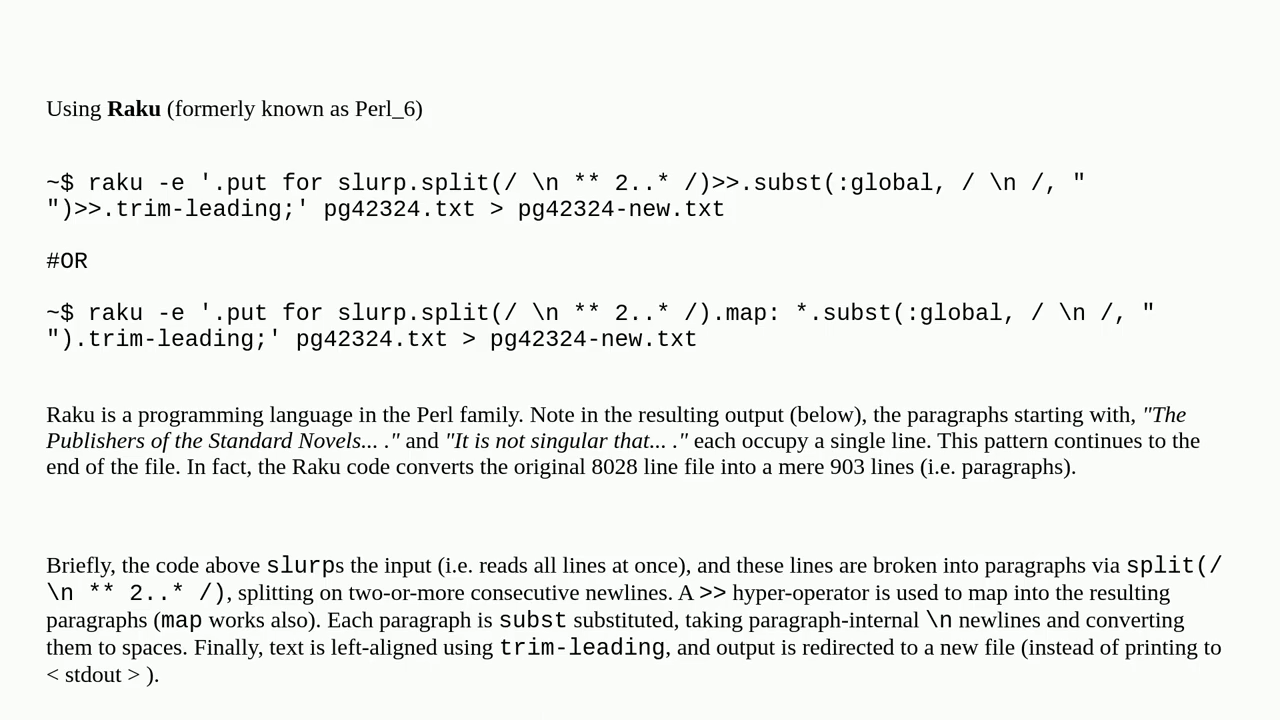 Using Raku (formerly known as Perl_6)
~$ raku -e '.put for slurp.split(/ \n ** 2..* /)>>.subst(:global, / \n /, "
")>>.trim-leading;' pg42324.txt > pg42324-new.txt
#OR
~$ raku -e '.put for slurp.split(/ \n ** 2..* /).map: *.subst(:global, / \n /, "
").trim-leading;' pg42324.txt > pg42324-new.txt
Raku is a programming language in the Perl family. Note in the resulting output (below), the paragraphs starting with, "The
Publishers of the Standard Novels... ." and "It is not singular that... ." each occupy a single line. This pattern continues to the
end of the file. In fact, the Raku code converts the original 8028 line file into a mere 903 lines (i.e. paragraphs).
Briefly, the code above slurps the input (i.e. reads all lines at once), and these lines are broken into paragraphs via split(/
\n ** 2..* /), splitting on two-or-more consecutive newlines. A >> hyper-operator is used to map into the resulting
paragraphs (map works also). Each paragraph is subst substituted, taking paragraph-internal \n newlines and converting
them to spaces. Finally, text is left-aligned using trim-leading, and output is redirected to a new file (instead of printing to
< stdout > ).